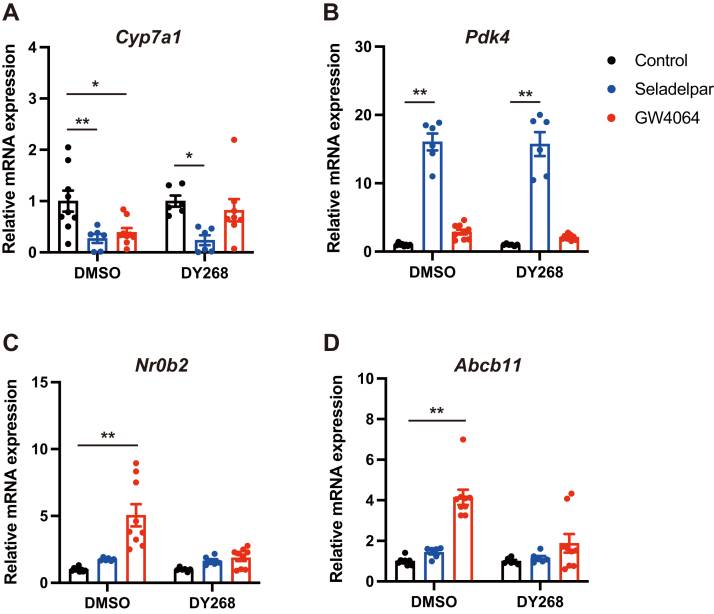 A
Cyp7a1
Relative mRNA expression
4
3
2
1
0
*
**
*
DMSO
DY268
B
Pdk4
Relative mRNA expression
30
20
10
0
**
**
DMSO
DY268
Control
Seladelpar
GW4064
C
Nr0b2
Relative mRNA expression
15
10
5
0
**
DMSO
DY268
D
Abcb11
Relative mRNA expression
10
8
6
4
2
0
**
DMSO
DY268